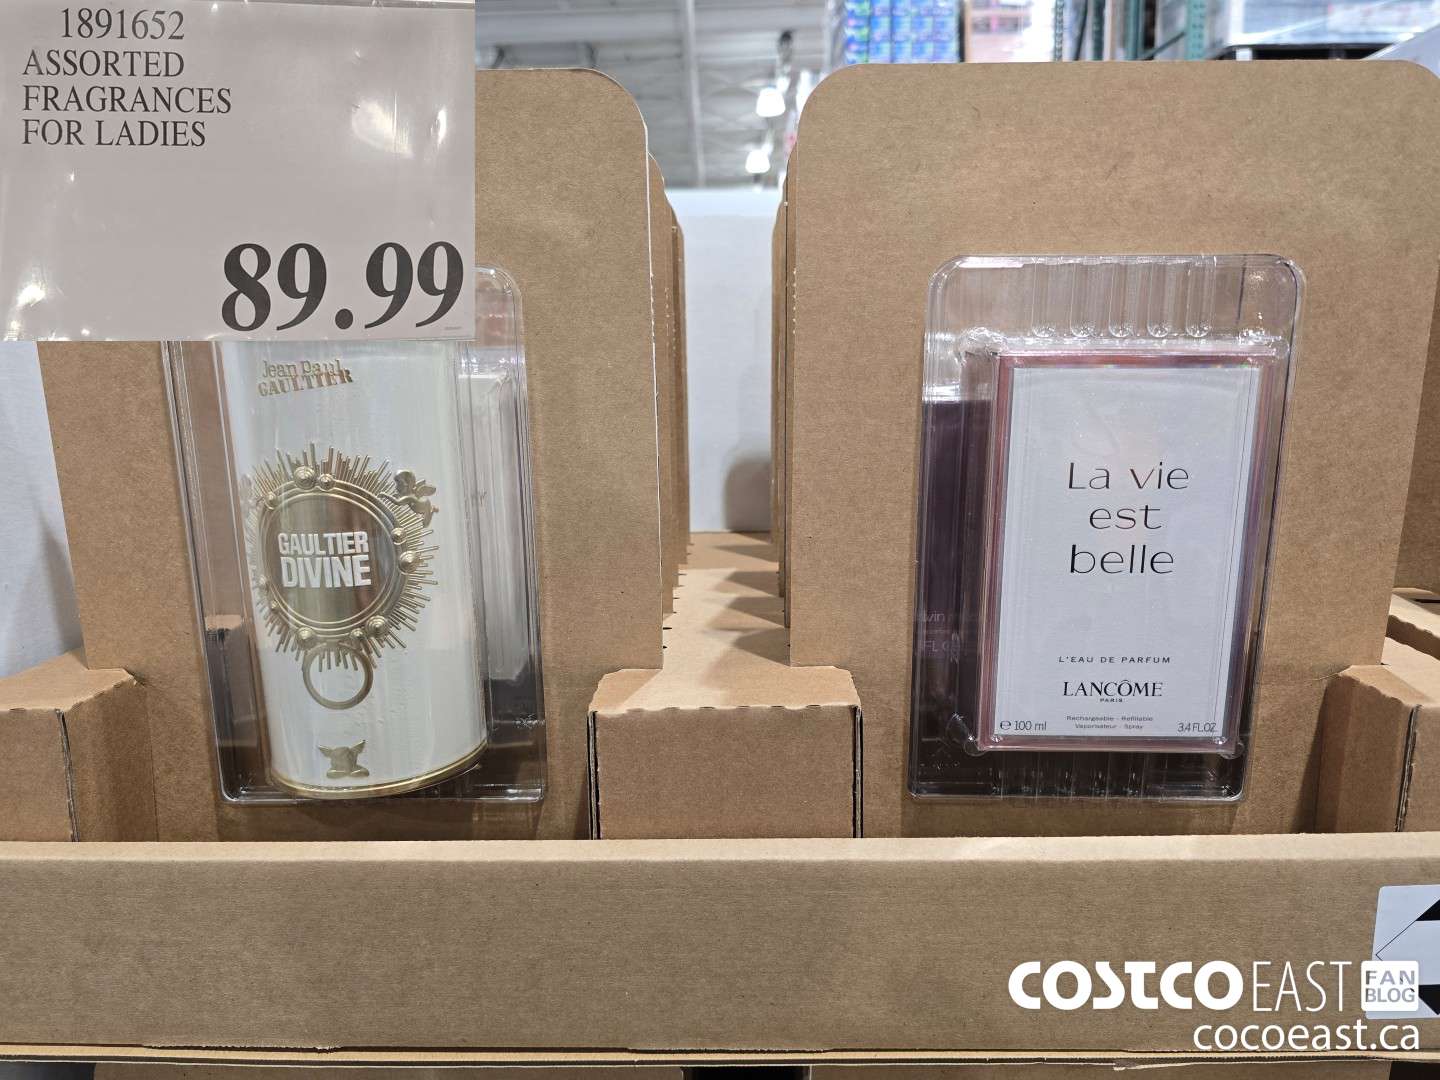 1891652
ASSORTED
FRAGRANCES
FOR LADIES
89.99
Jean Paul
GAULTIER
GAULTIER
DIVINE
La vie
est
belle
L'EAU DE PARFUM
LANCÔME
PARIS
e 100 ml
Rechargeable - Refillable
Vaporisateur - Spray
3.4 FL.OZ
COSTCO EAST FAN BLOG
cocoeast.ca